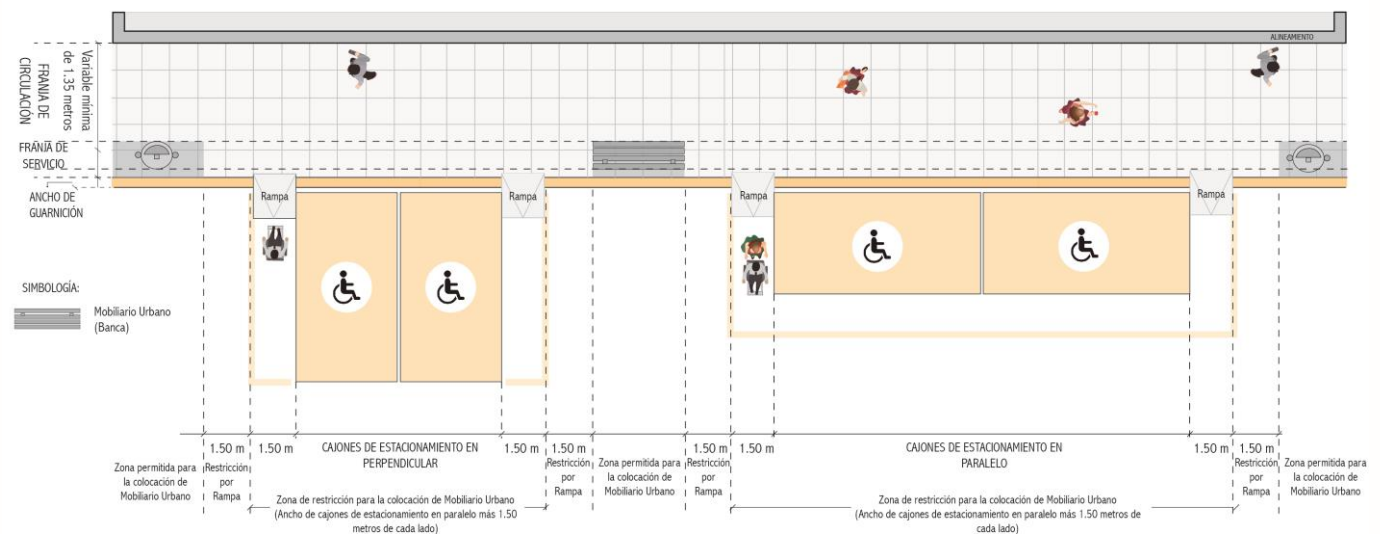 ALINEAMIENTO
Variable mínima
de 1.35 metros
FRANJA DE
CIRCULACIÓN
FRANJA DE
SERVICIO
ANCHO DE
GUARNICIÓN
Rampa
Rampa
Rampa
Rampa
SIMBOLOGÍA:
Mobiliario Urbano
(Banca)
1.50 m
1.50 m
CAJONES DE ESTACIONAMIENTO EN
PERPENDICULAR
1.50 m
1.50 m
1.50 m
1.50 m
CAJONES DE ESTACIONAMIENTO EN
PARALELO
1.50 m
1.50 m
Zona permitida para
la colocación de
Mobiliario Urbano
Restricción
por
Rampa
Restricción
por
Rampa
Zona permitida para
la colocación de
Mobiliario Urbano
Restricción
por
Rampa
Restricción
por
Rampa
Zona permitida para
la colocación de
Mobiliario Urbano
Zona de restricción para la colocación de Mobiliario Urbano
(Ancho de cajones de estacionamiento en paralelo más 1.50
metros de cada lado)
Zona de restricción para la colocación de Mobiliario Urbano
(Ancho de cajones de estacionamiento en paralelo más 1.50 metros de
cada lado)